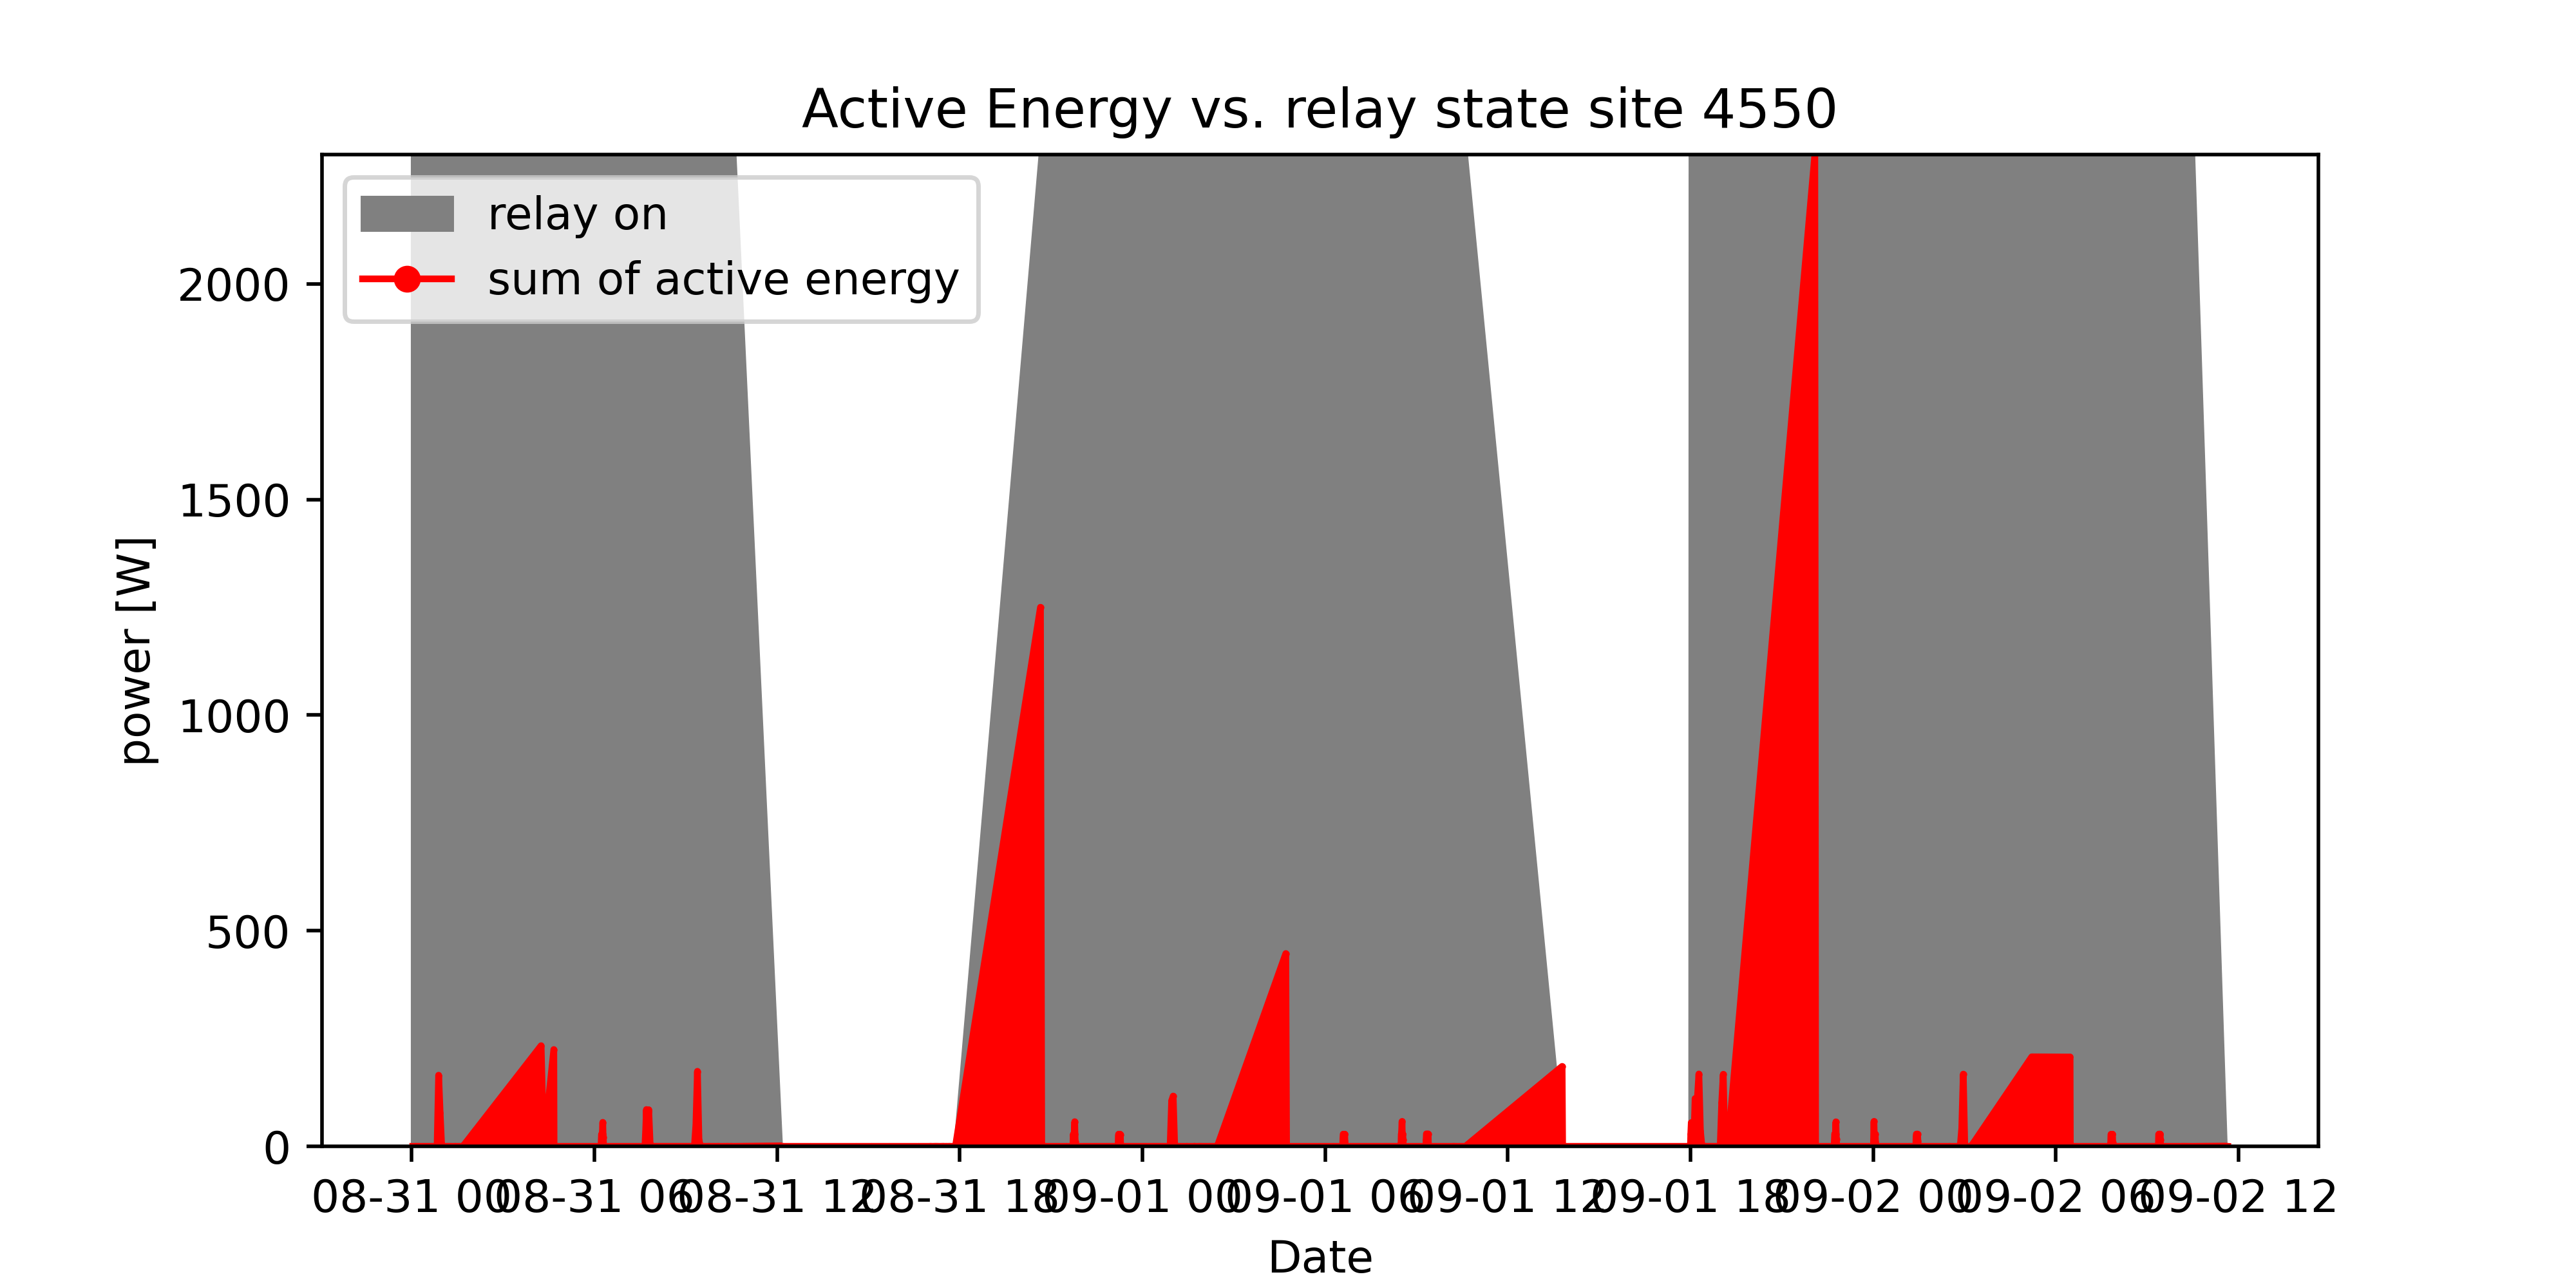 Active Energy vs. relay state site 4550
relay on
sum of active energy
2000
1500
1000
500
0
power [W]
08-31 00 08-31 06 08-31 12 08-31 18 09-01 00 09-01 06 09-01 12 09-01 18 09-02 00 09-02 06 09-02 12
Date